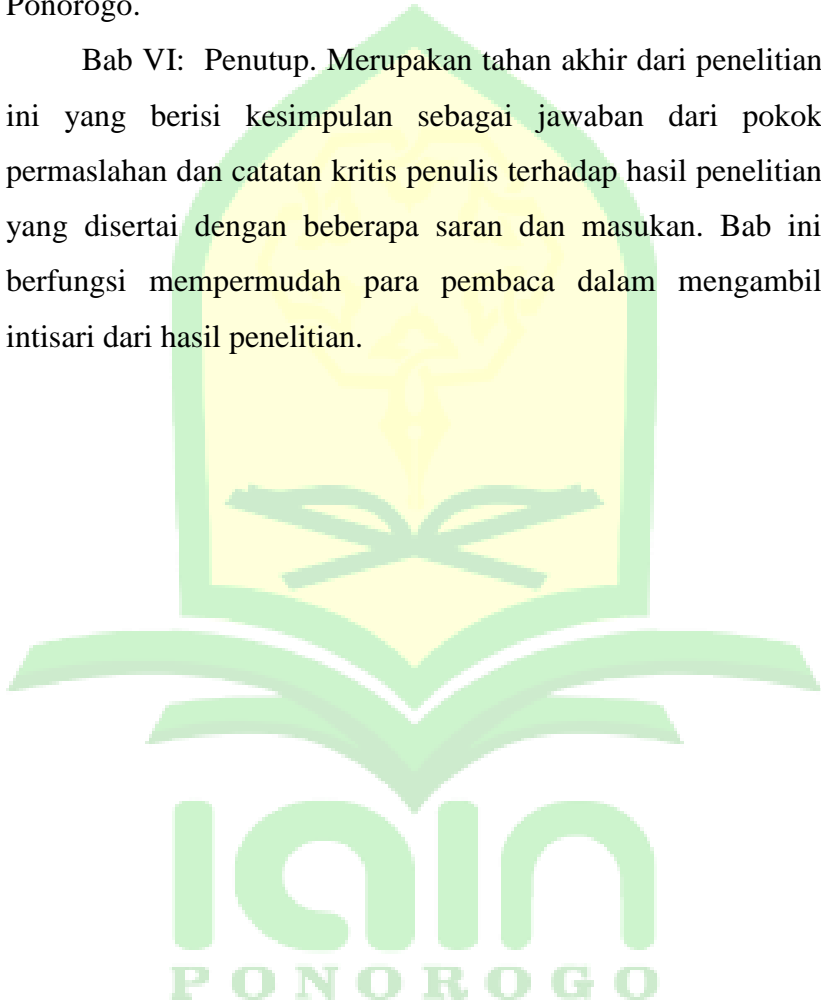 Ponorogo.
Bab VI: Penutup. Merupakan tahan akhir dari penelitian
ini yang berisi kesimpulan sebagai jawaban dari pokok
permaslahan dan catatan kritis penulis terhadap hasil penelitian
yang disertai dengan beberapa saran dan masukan. Bab ini
berfungsi mempermudah para pembaca dalam mengambil
intisari dari hasil penelitian.
iain
PONOROGO